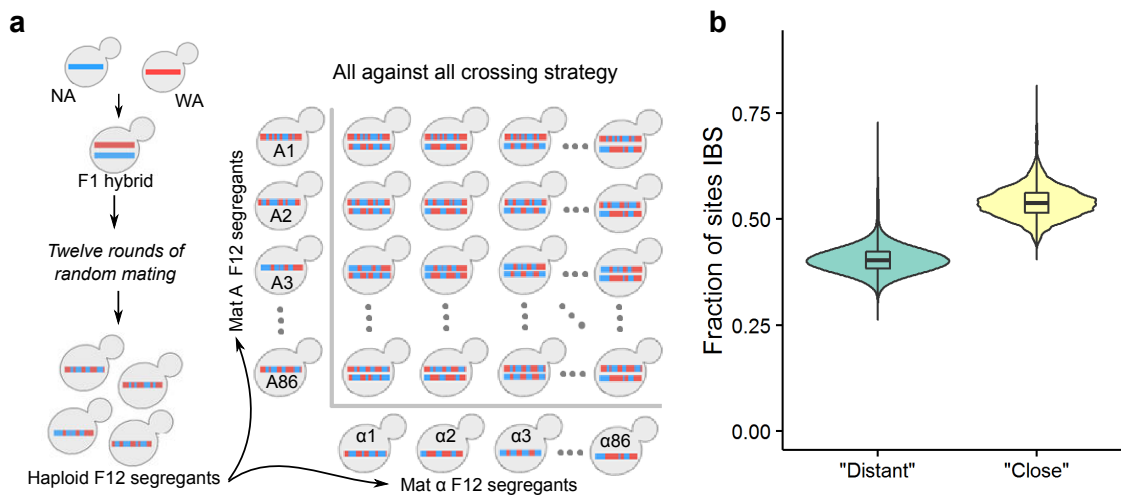 a
NA
WA
F1 hybrid
Twelve rounds of
random mating
Haploid F12 segregants
All against all crossing strategy
Mat A F12 segregants
A1
A2
A3
A86
α1
α2
α3
α86
Mat α F12 segregants
b
Fraction of sites IBS
0.75
0.50
0.25
0.00
"Distant"
"Close"